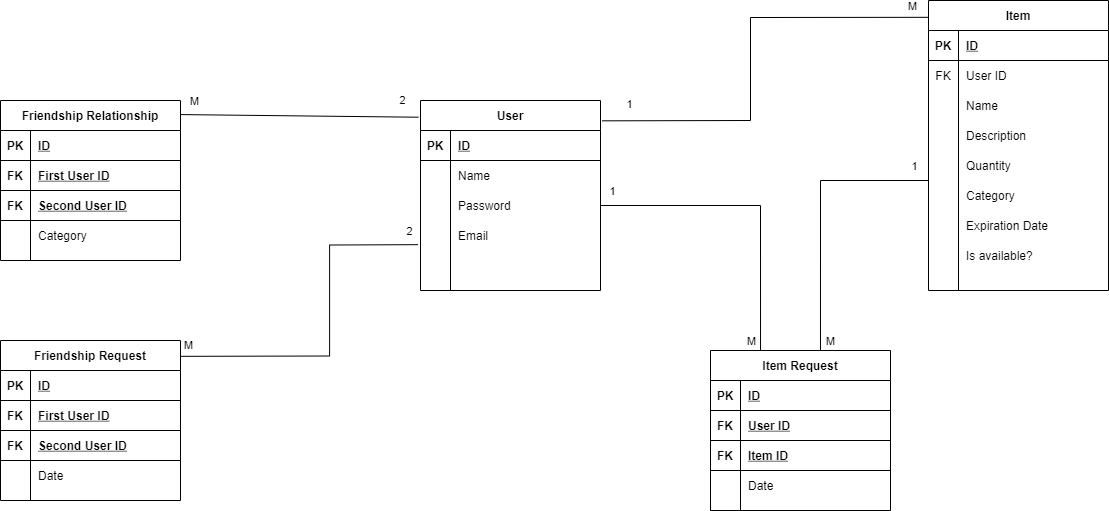 M
Item
PK ID
FK User ID
Name
Description
Quantity
Category
Expiration Date
Is available?
M
2
1
Friendship Relationship
PK ID
FK First User ID
FK Second User ID
Category
User
PK ID
Name
Password
Email
1
1
2
M
Friendship Request
PK ID
FK First User ID
FK Second User ID
Date
M
M
Item Request
PK ID
FK User ID
FK Item ID
Date